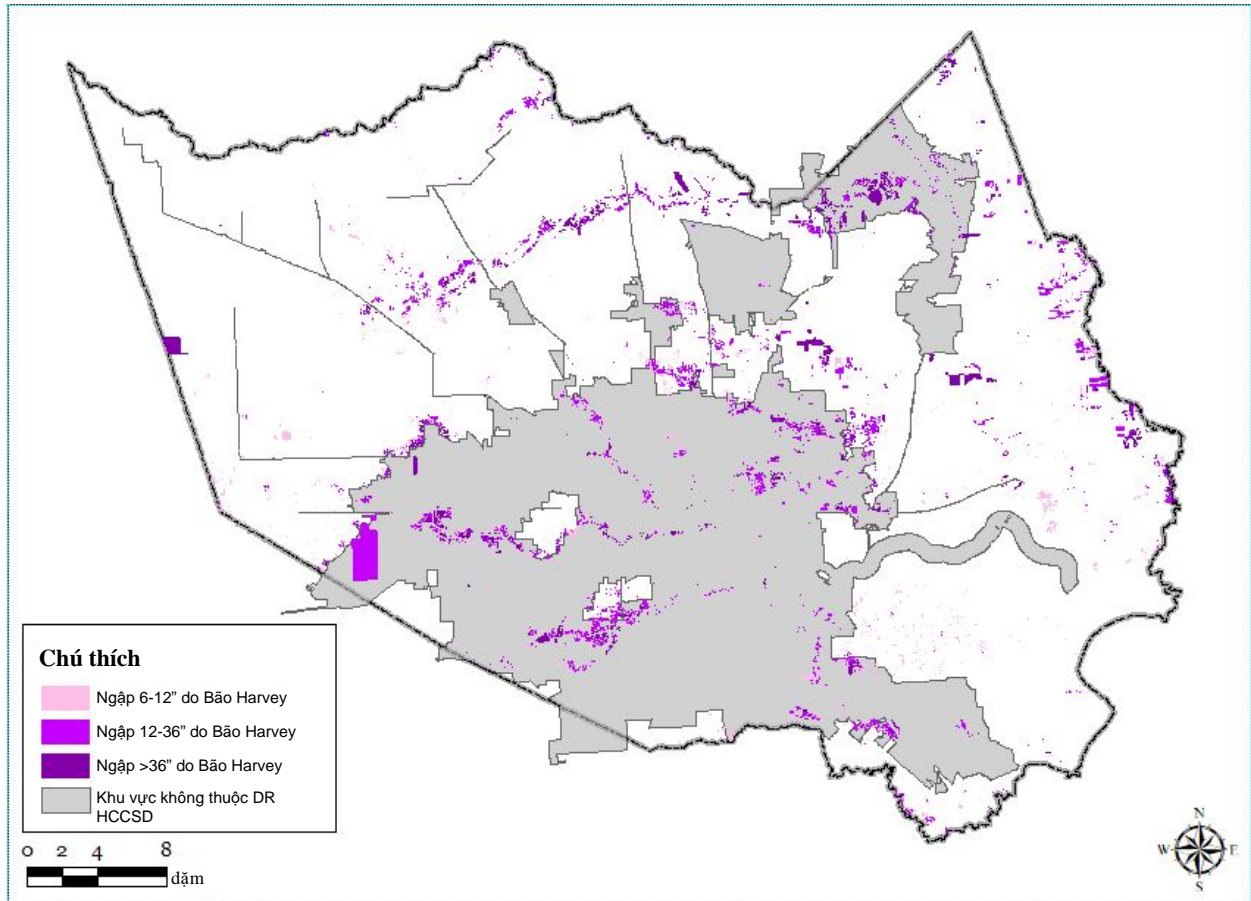 Chú thích
Ngập 6-12” do Bão Harvey
Ngập 12-36” do Bão Harvey
Ngập >36” do Bão Harvey
Khu vực không thuộc DR
HCCSD
0 2 4 8
dặm
N
W E
S